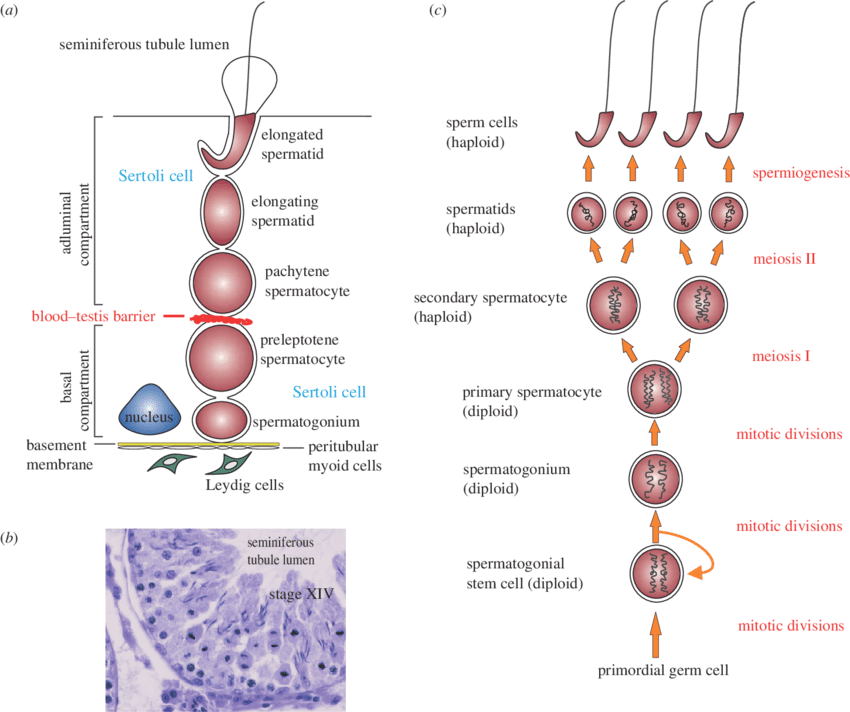 (a)
seminiferous tubule lumen
elongated
spermatid
Sertoli cell
elongating
spermatid
adluminal
compartment
pachytene
spermatocyte
blood–testis barrier
preleptotene
spermatocyte
basal
compartment
Sertoli cell
nucleus
spermatogonium
basement
membrane
peritubular
myoid cells
Leydig cells
(b)
seminiferous
tubule lumen
stage XIV
(c)
sperm cells
(haploid)
spermiogenesis
spermatids
(haploid)
meiosis II
secondary spermatocyte
(haploid)
meiosis I
primary spermatocyte
(diploid)
mitotic divisions
spermatogonium
(diploid)
mitotic divisions
spermatogonial
stem cell (diploid)
mitotic divisions
primordial germ cell